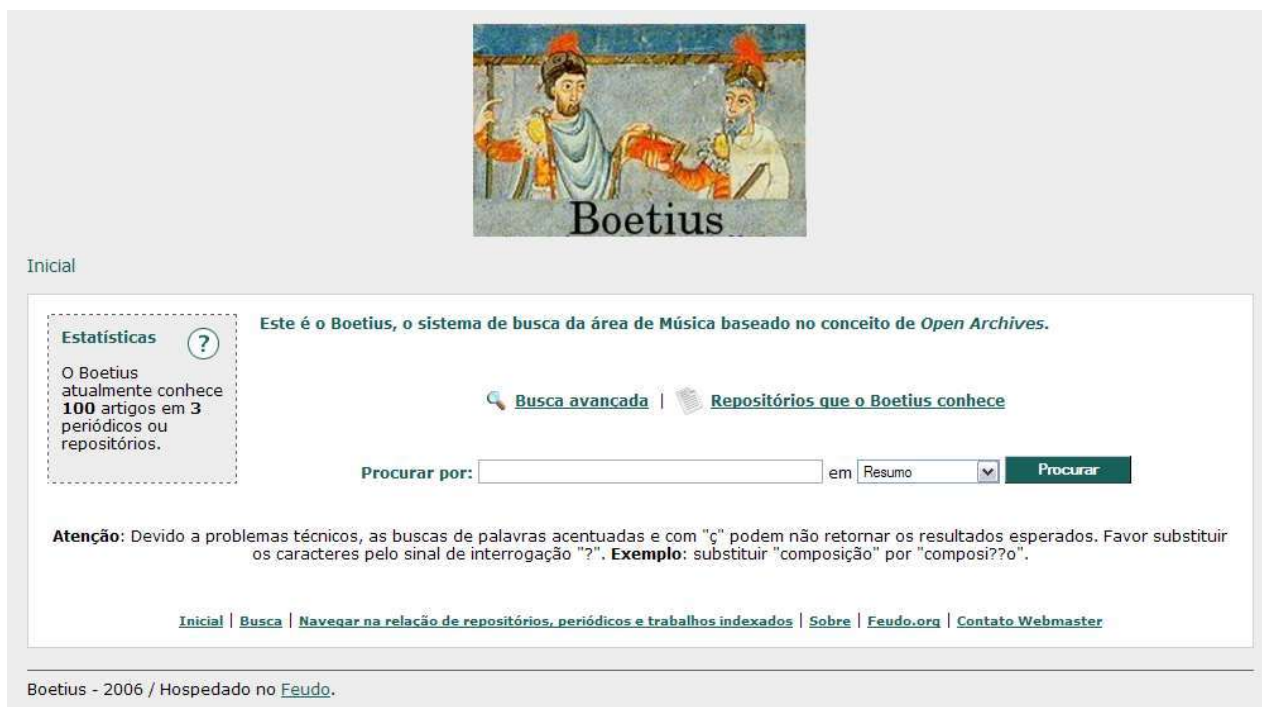 Boetius
Inicial
Estatísticas ?
O Boetius
atualmente conhece
100 artigos em 3
periódicos ou
repositórios.
Este é o Boetius, o sistema de busca da área de Música baseado no conceito de Open Archives.
Busca avançada | Repositórios que o Boetius conhece
Procurar por: em Resumo Procurar
Atenção: Devido a problemas técnicos, as buscas de palavras acentuadas e com "ç" podem não retornar os resultados esperados. Favor substituir
os caracteres pelo sinal de interrogação "?". Exemplo: substituir "composição" por "composi??o".
Inicial | Busca | Navegar na relação de repositórios, periódicos e trabalhos indexados | Sobre | Feudo.org | Contato Webmaster
Boetius - 2006 / Hospedado no Feudo.